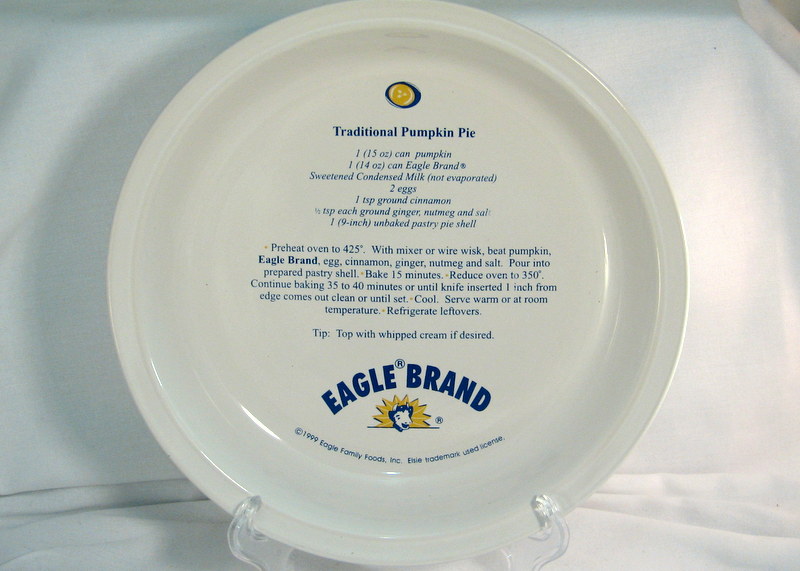 Traditional Pumpkin Pie
1 (15 oz) can pumpkin
1 (14 oz) can Eagle Brand®
Sweetened Condensed Milk (not evaporated)
2 eggs
1 tsp ground cinnamon
½ tsp each ground ginger, nutmeg and salt
1 (9-inch) unbaked pastry pie shell
• Preheat oven to 425°. With mixer or wire wisk, beat pumpkin,
Eagle Brand, egg, cinnamon, ginger, nutmeg and salt. Pour into
prepared pastry shell. • Bake 15 minutes. • Reduce oven to 350°.
Continue baking 35 to 40 minutes or until knife inserted 1 inch from
edge comes out clean or until set. • Cool. Serve warm or at room
temperature. • Refrigerate leftovers.
Tip: Top with whipped cream if desired.
EAGLE® BRAND
®
©1999 Eagle Family Foods, Inc. Elsie trademark used license.